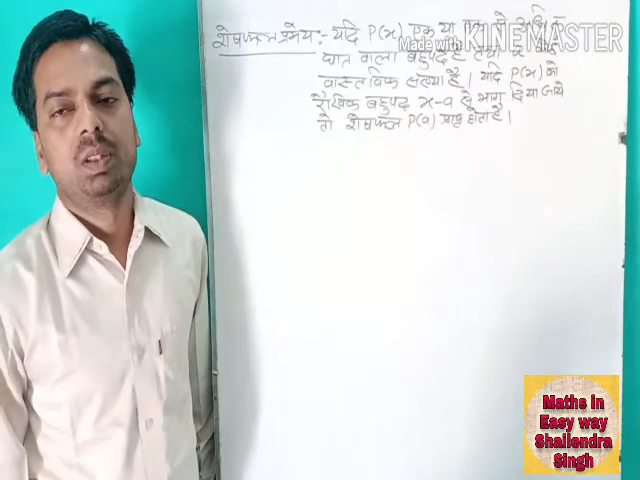 शेषफल प्रमेय:- यदि P(x) एक या एक से अधिक
Made with KINEMASTER
घात वाला बहुपद है तथा
वास्तविक संख्या है। यदि P(x) को
रैखिक बहुपद x-a से भाग दिया जाये
तो शेषफल P(a) प्राप्त होता है।
Maths in
Easy way
Shailendra
Singh